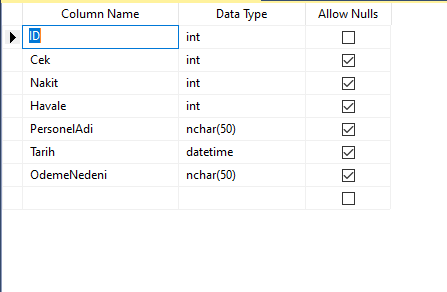 Column Name Data Type Allow Nulls
ID int
Cek int
Nakit int
Havale int
PersonelAdi nchar(50)
Tarih datetime
OdemeNedeni nchar(50)